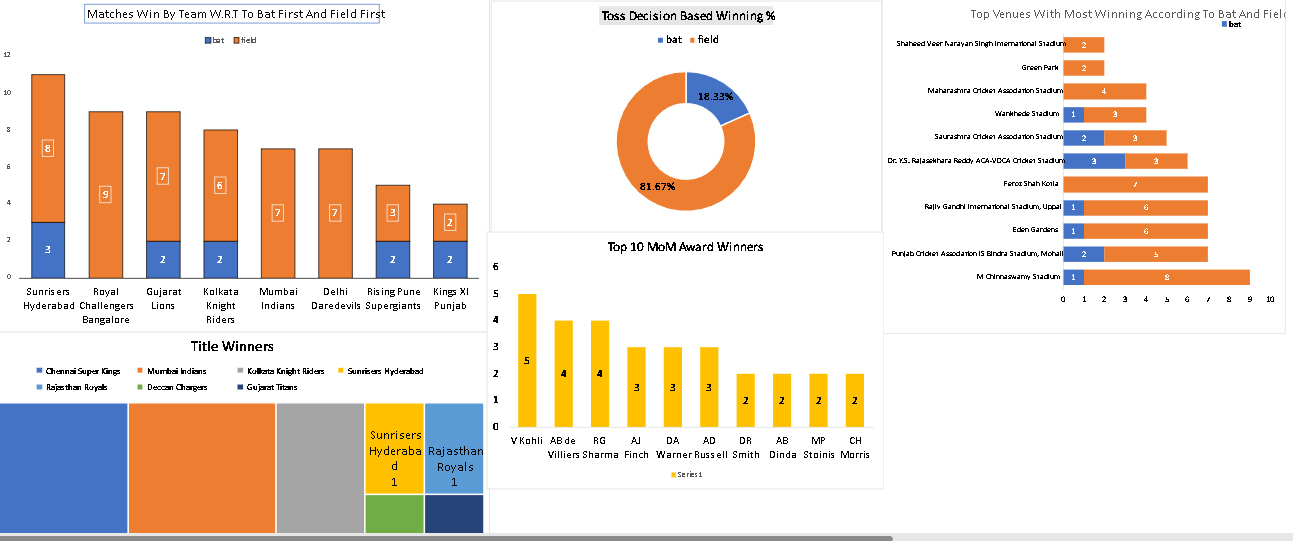 Matches Win By Team W.R.T To Bat First And Field First
bat field
12
10
8
6
4
2
0
8
3
9
7
2
6
2
7
7
3
2
2
2
Sunrisers Hyderabad
Royal Challengers Bangalore
Gujarat Lions
Kolkata Knight Riders
Mumbai Indians
Delhi Daredevils
Rising Pune Supergiants
Kings XI Punjab
Toss Decision Based Winning %
bat field
18.33%
81.67%
Top Venues With Most Winning According To Bat And Field
bat
Shaheed Veer Narayan Singh International Stadium 2
Green Park 2
Maharashtra Cricket Association Stadium 4
Wankhede Stadium 1 3
Saurashtra Cricket Association Stadium 2 3
Dr. Y.S. Rajasekhara Reddy ACA-VDCA Cricket Stadium 3 3
Feroz Shah Kotla 7
Rajiv Gandhi International Stadium, Uppal 1 6
Eden Gardens 1 6
Punjab Cricket Association IS Bindra Stadium, Mohali 2 5
M Chinnaswamy Stadium 1 8
0 1 2 3 4 5 6 7 8 9 10
Top 10 MoM Award Winners
6
5
4
3
2
1
0
5 4 4 3 3 3 2 2 2 2
V Kohli
AB de Villiers
RG Sharma
AJ Finch
DA Warner
AD Russell
DR Smith
AB Dinda
MP Stoinis
CH Morris
Series1
Title Winners
Chennai Super Kings Mumbai Indians Kolkata Knight Riders Sunrisers Hyderabad
Rajasthan Royals Deccan Chargers Gujarat Titans
Sunrisers
Hyderaba
d
1
Rajasthan
Royals
1